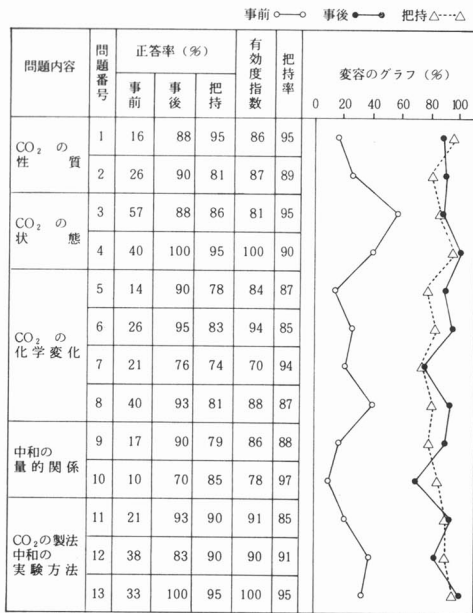 事前○──○ 事後●──● 把持△----△
問題内容 問題番号 正答率(%) 有効度指数 把持率 変容のグラフ(%)
事前 事後 把持 0 20 40 60 80 100
CO₂ の性質 1 16 88 95 86 95
2 26 90 81 87 89
CO₂ の状態 3 57 88 86 81 95
4 40 100 95 100 90
CO₂ の化学変化 5 14 90 78 84 87
6 26 95 83 94 85
7 21 76 74 70 94
8 40 93 81 88 87
中和の量的関係 9 17 90 79 86 88
10 10 70 85 78 97
CO₂の製法中和の実験方法 11 21 93 90 91 85
12 38 83 90 90 91
13 33 100 95 100 95